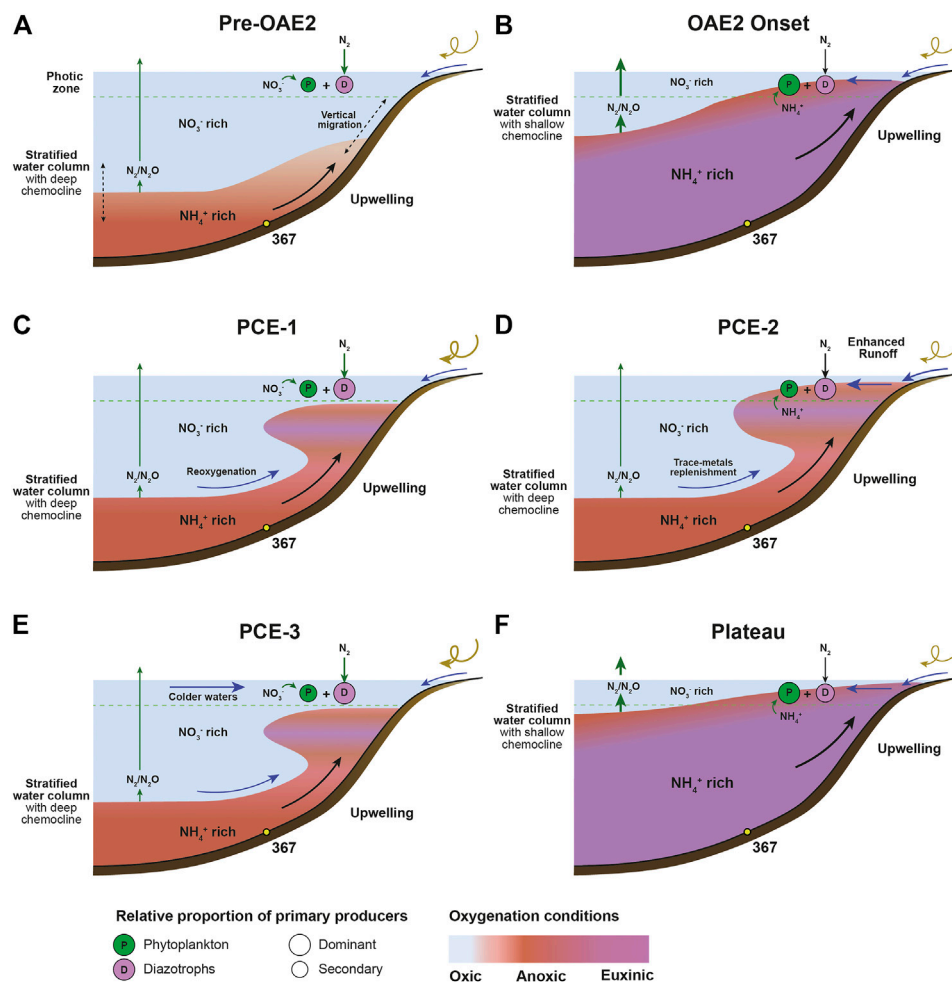 A
Pre-OAE2
N₂
Photic
zone
NO₃⁻
P + D
NO₃⁻ rich
Vertical
migration
Stratified
water column
with deep
chemocline
N₂/N₂O
Upwelling
NH₄⁺ rich
367
B
OAE2 Onset
N₂
NO₃⁻ rich
P + D
Stratified
water column
with shallow
chemocline
N₂/N₂O
NH₄⁺
Upwelling
NH₄⁺ rich
367
C
PCE-1
N₂
NO₃⁻
P + D
NO₃⁻ rich
Reoxygenation
Stratified
water column
with deep
chemocline
N₂/N₂O
Upwelling
NH₄⁺ rich
367
D
PCE-2
N₂
Enhanced
Runoff
P + D
NH₄⁺
NO₃⁻ rich
Trace-metals
replenishment
Stratified
water column
with deep
chemocline
N₂/N₂O
Upwelling
NH₄⁺ rich
367
E
PCE-3
N₂
Colder waters
NO₃⁻
P + D
NO₃⁻ rich
Stratified
water column
with deep
chemocline
N₂/N₂O
Upwelling
NH₄⁺ rich
367
F
Plateau
N₂
N₂/N₂O
NO₃⁻ rich
P + D
Stratified
water column
with shallow
chemocline
NH₄⁺
Upwelling
NH₄⁺ rich
367
Relative proportion of primary producers
P Phytoplankton
Dominant
D Diazotrophs
Secondary
Oxygenation conditions
Oxic Anoxic Euxinic